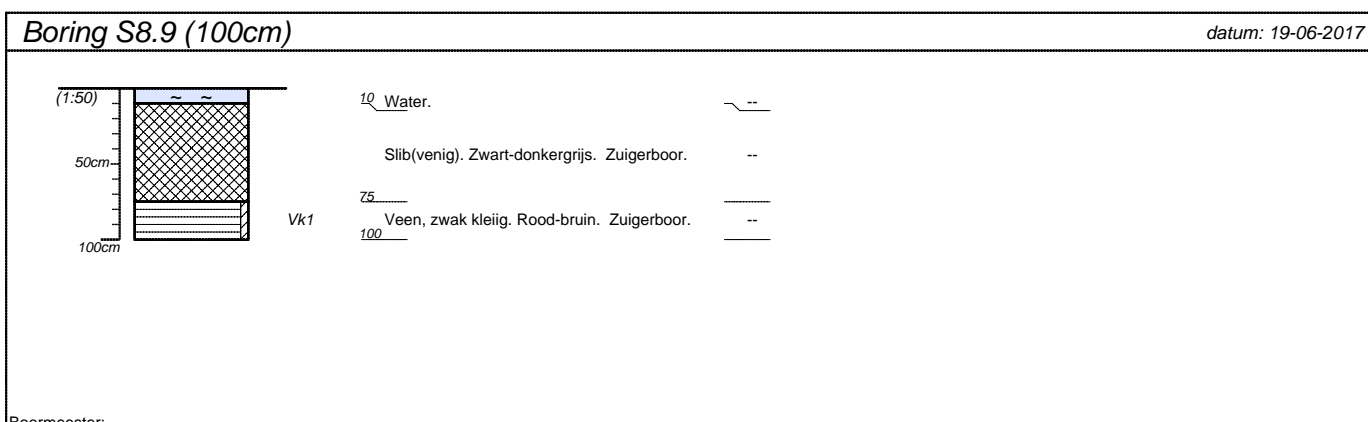 Boring S8.9 (100cm) datum: 19-06-2017
(1:50) ~ ~ 10 Water. --
50cm Slib(venig). Zwart-donkergrijs. Zuigerboor. --
75
Vk1 Veen, zwak kleiig. Rood-bruin. Zuigerboor. --
100
100cm
Boormeester: